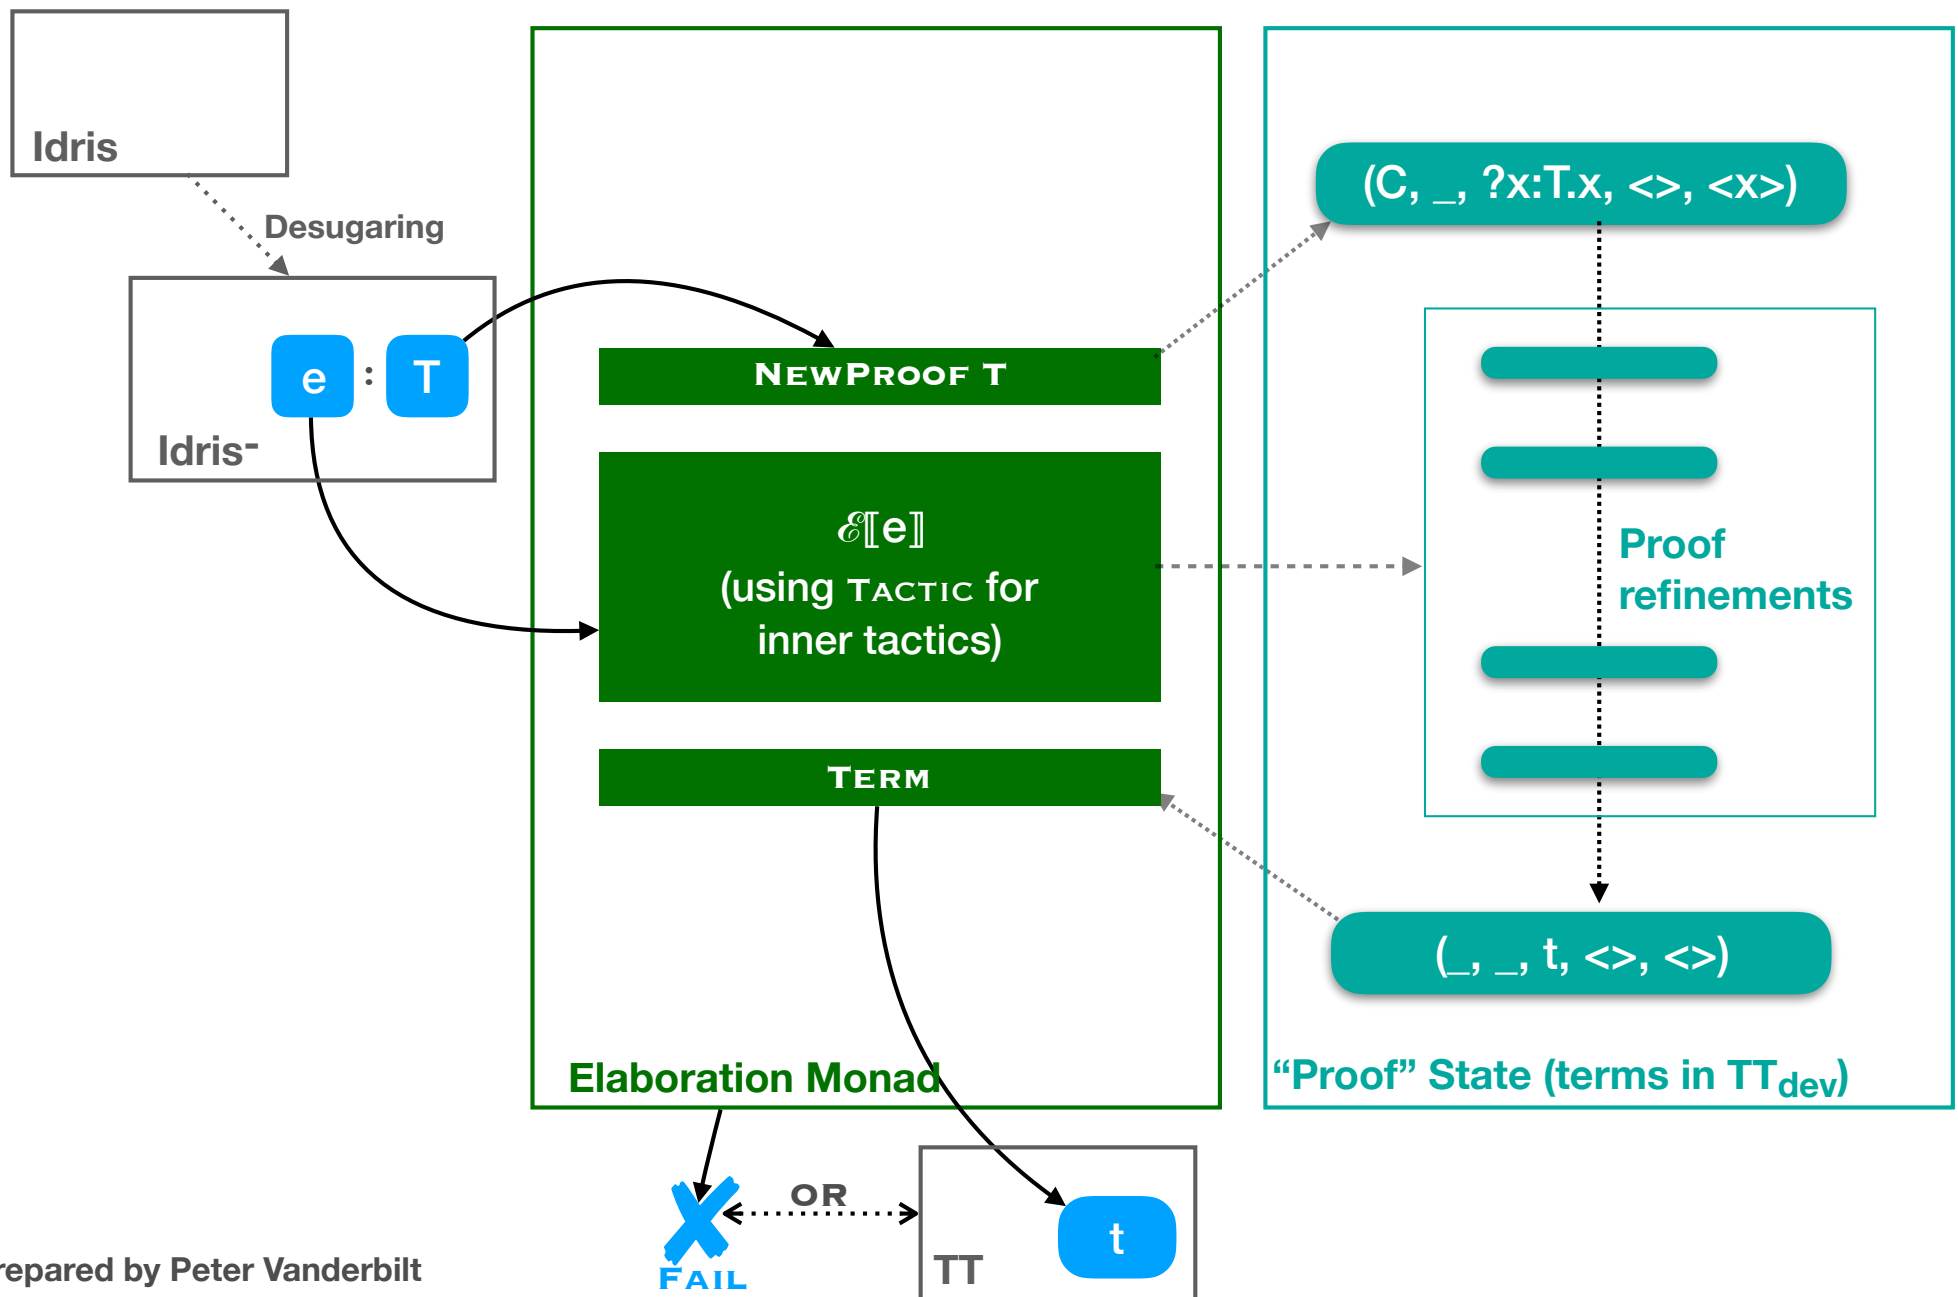 Idris
Desugaring
e : T
Idris-
NEWPROOF T
ℰ⟦e⟧
(using TACTIC for
inner tactics)
TERM
Elaboration Monad
(C, _, ?x:T.x, <>, <x>)
Proof
refinements
(_, _, t, <>, <>)
“Proof” State (terms in TTdev)
OR
FAIL
t
TT
repared by Peter Vanderbilt